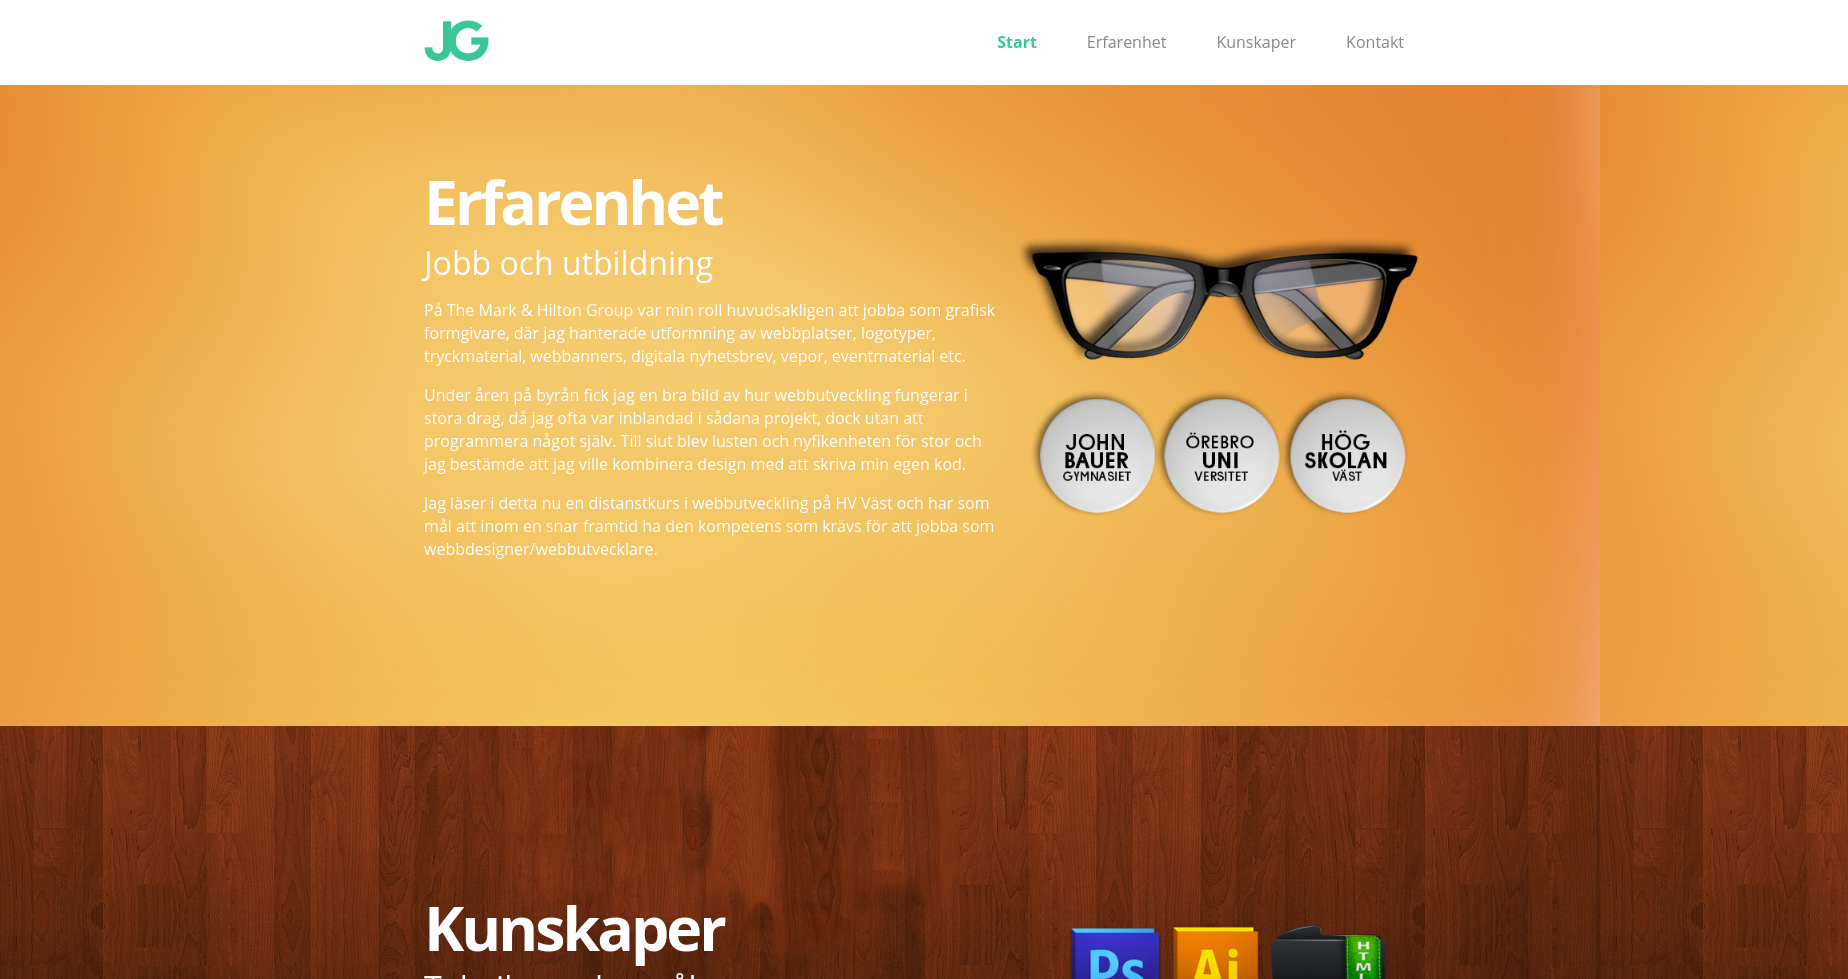 JG
Start Erfarenhet Kunskaper Kontakt
Erfarenhet
Jobb och utbildning
På The Mark & Hilton Group var min roll huvudsakligen att jobba som grafisk
formgivare, där jag hanterade utformning av webbplatser, logotyper,
tryckmaterial, webbanners, digitala nyhetsbrev, vepor, eventmaterial etc.
Under åren på byrån fick jag en bra bild av hur webbutveckling fungerar i
stora drag, då jag ofta var inblandad i sådana projekt, dock utan att
programmera något själv. Till slut blev lusten och nyfikenheten för stor och
jag bestämde att jag ville kombinera design med att skriva min egen kod.
Jag läser i detta nu en distanstkurs i webbutveckling på HV Väst och har som
mål att inom en snar framtid ha den kompetens som krävs för att jobba som
webbdesigner/webbutvecklare.
JOHN
BAUER
GYMNASIET
ÖREBRO
UNI
VERSITET
HÖG
SKOLAN
VÄST
Kunskaper
Ps
Ai